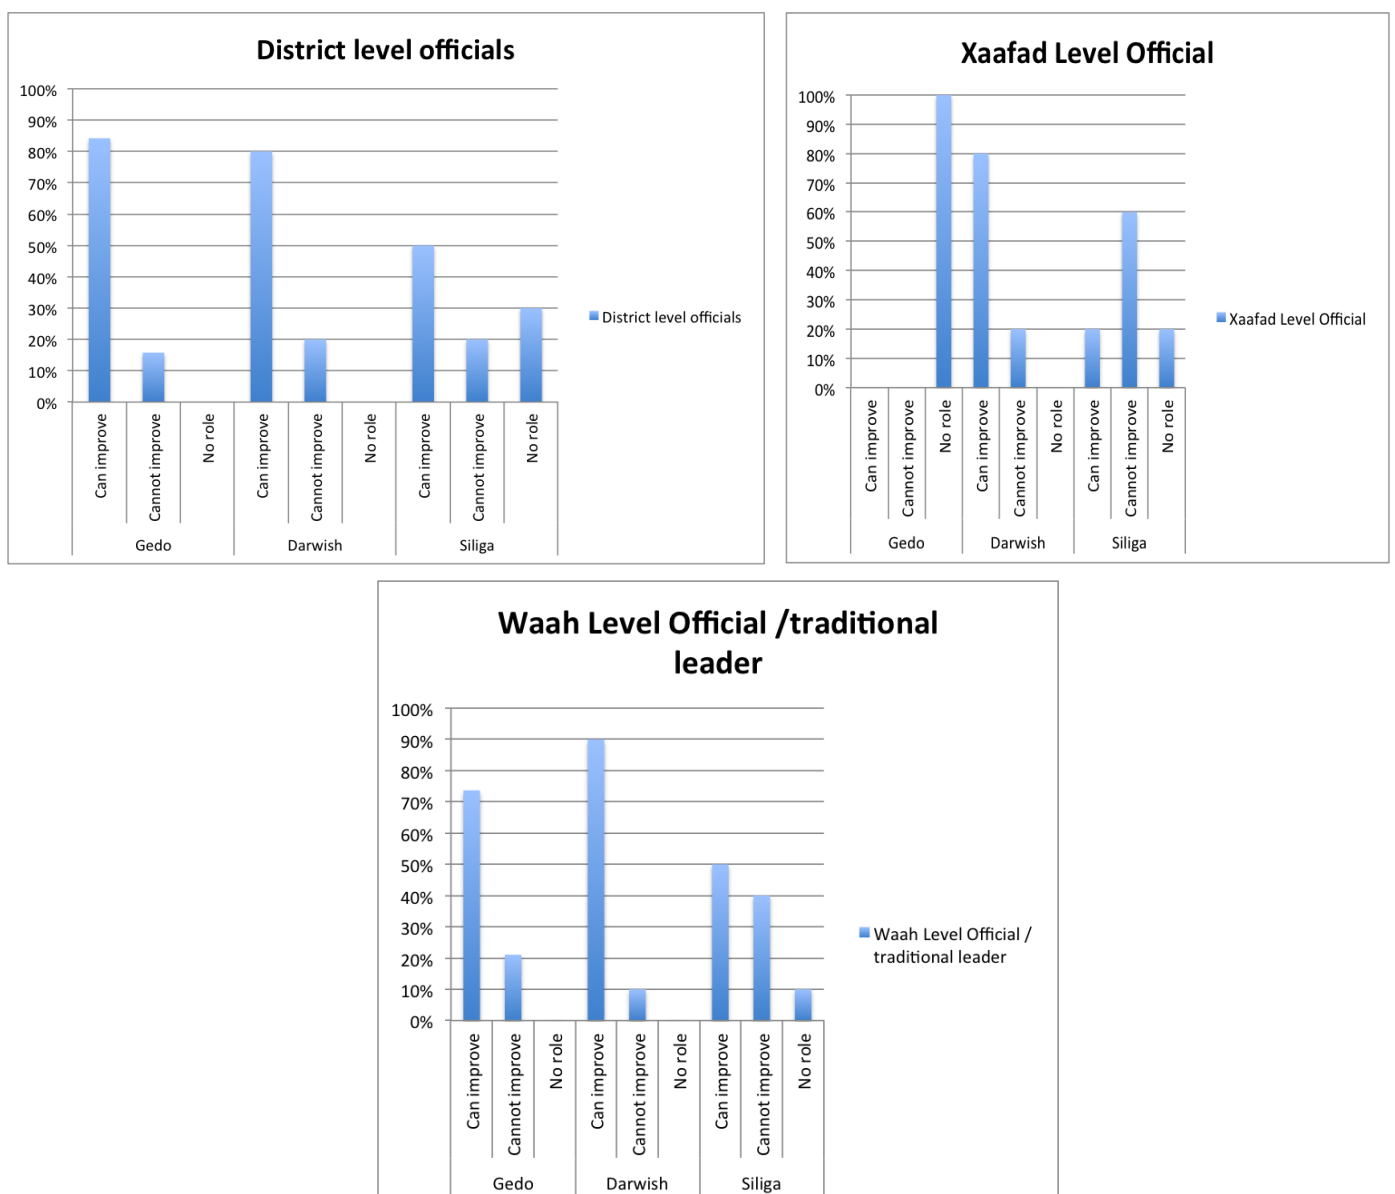 District level officials
100%
90%
80%
70%
60%
50%
40%
30%
20%
10%
0%
Can improve
Cannot improve
No role
Can improve
Cannot improve
No role
Can improve
Cannot improve
No role
Gedo
Darwish
Siliga
District level officials
Xaafad Level Official
100%
90%
80%
70%
60%
50%
40%
30%
20%
10%
0%
Can improve
Cannot improve
No role
Can improve
Cannot improve
No role
Can improve
Cannot improve
No role
Gedo
Darwish
Siliga
Xaafad Level Official
Waah Level Official /traditional
leader
100%
90%
80%
70%
60%
50%
40%
30%
20%
10%
0%
Can improve
Cannot improve
No role
Can improve
Cannot improve
No role
Can improve
Cannot improve
No role
Gedo
Darwish
Siliga
Waah Level Official /
traditional leader